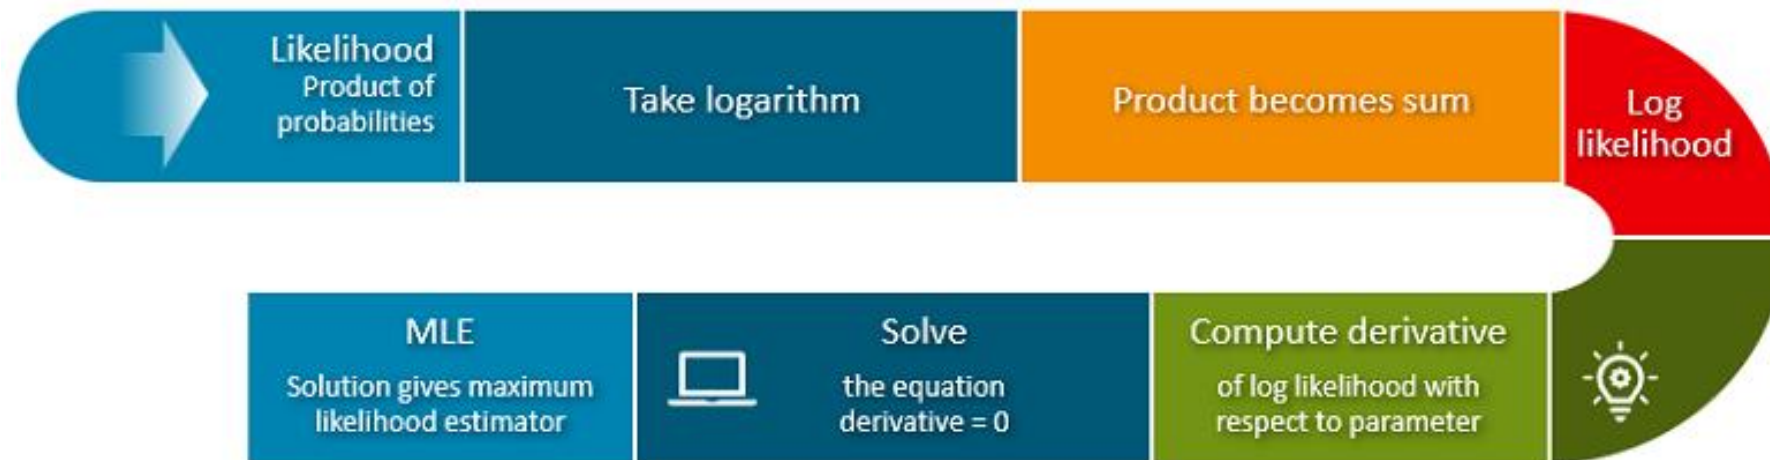 Likelihood
Product of
probabilities
Take logarithm
Product becomes sum
Log
likelihood
Compute derivative
of log likelihood with
respect to parameter
Solve
the equation
derivative = 0
MLE
Solution gives maximum
likelihood estimator